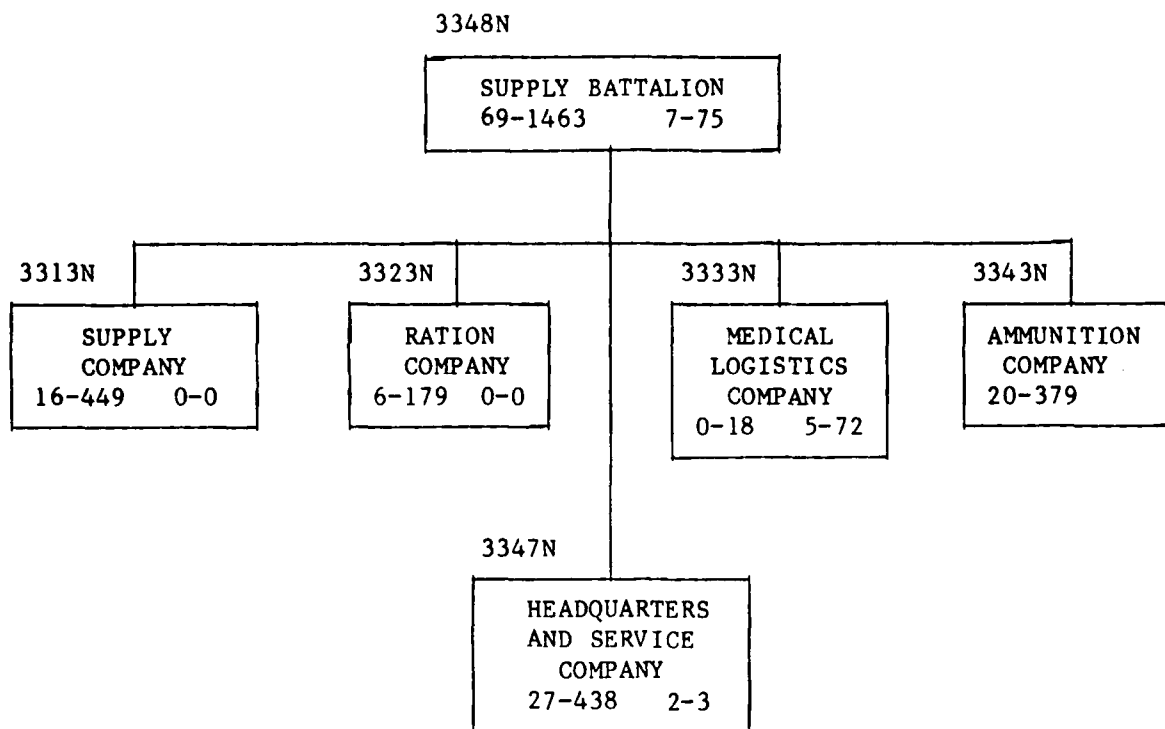 3348N
SUPPLY BATTALION
69-1463 7-75
3313N
SUPPLY
COMPANY
16-449 0-0
3323N
RATION
COMPANY
6-179 0-0
3333N
MEDICAL
LOGISTICS
COMPANY
0-18 5-72
3343N
AMMUNITION
COMPANY
20-379
3347N
HEADQUARTERS
AND SERVICE
COMPANY
27-438 2-3